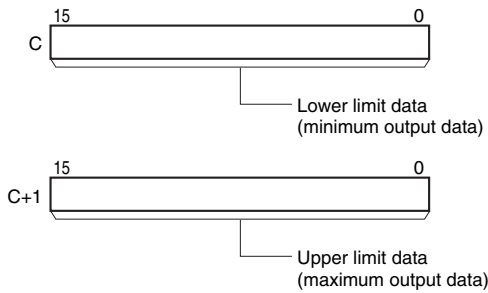 15 0
C
Lower limit data
(minimum output data)
15 0
C+1
Upper limit data
(maximum output data)